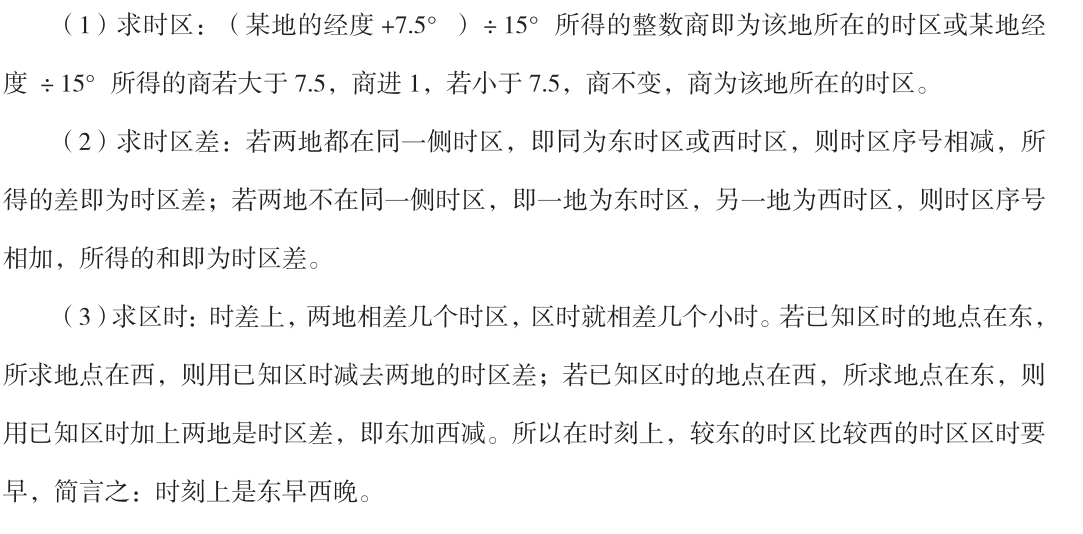 （1）求时区：（某地的经度 +7.5° ）÷ 15° 所得的整数商即为该地所在的时区或某地经
度 ÷ 15° 所得的商若大于 7.5，商进 1，若小于 7.5，商不变，商为该地所在的时区。
（2）求时区差：若两地都在同一侧时区，即同为东时区或西时区，则时区序号相减，所
得的差即为时区差；若两地不在同一侧时区，即一地为东时区，另一地为西时区，则时区序号
相加，所得的和即为时区差。
（3）求区时：时差上，两地相差几个时区，区时就相差几个小时。若已知区时的地点在东，
所求地点在西，则用已知区时减去两地的时区差；若已知区时的地点在西，所求地点在东，则
用已知区时加上两地是时区差，即东加西减。所以在时刻上，较东的时区比较西的时区区时要
早，简言之：时刻上是东早西晚。